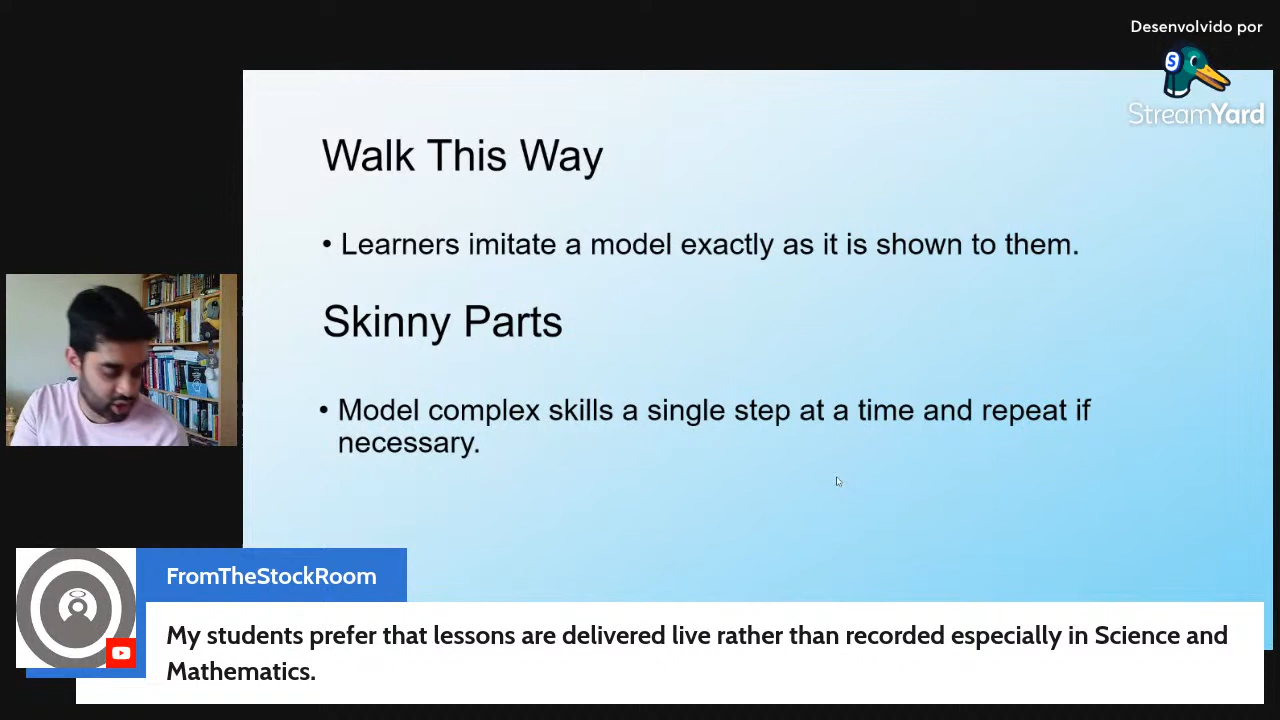 Desenvolvido por
StreamYard
Walk This Way
• Learners imitate a model exactly as it is shown to them.
Skinny Parts
• Model complex skills a single step at a time and repeat if
necessary.
FromTheStockRoom
My students prefer that lessons are delivered live rather than recorded especially in Science and
Mathematics.